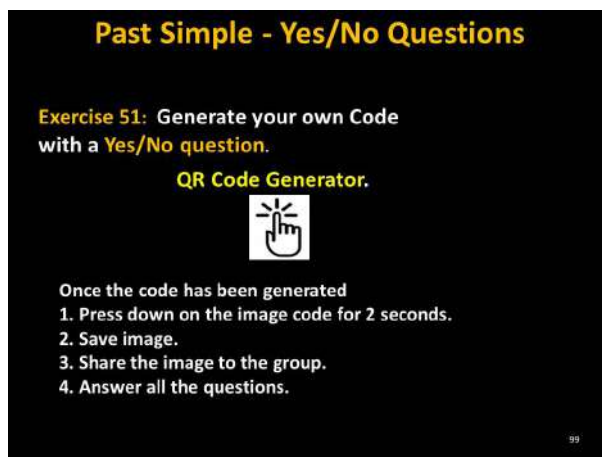 Past Simple - Yes/No Questions
Exercise 51: Generate your own Code
with a Yes/No question.
QR Code Generator.
Once the code has been generated
1. Press down on the image code for 2 seconds.
2. Save image.
3. Share the image to the group.
4. Answer all the questions.
99